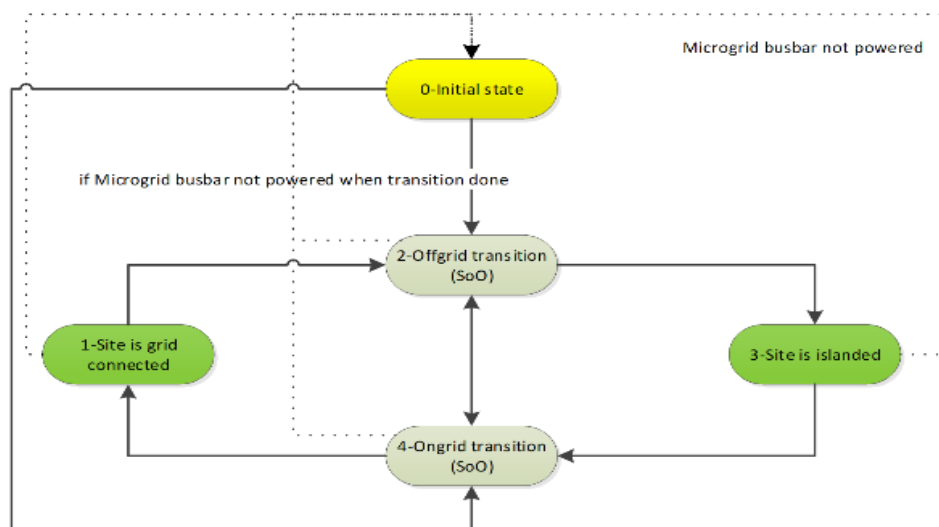 Microgrid busbar not powered
0-Initial state
if Microgrid busbar not powered when transition done
2-Offgrid transition
(SoO)
1-Site is grid
connected
3-Site is islanded
4-Ongrid transition
(SoO)